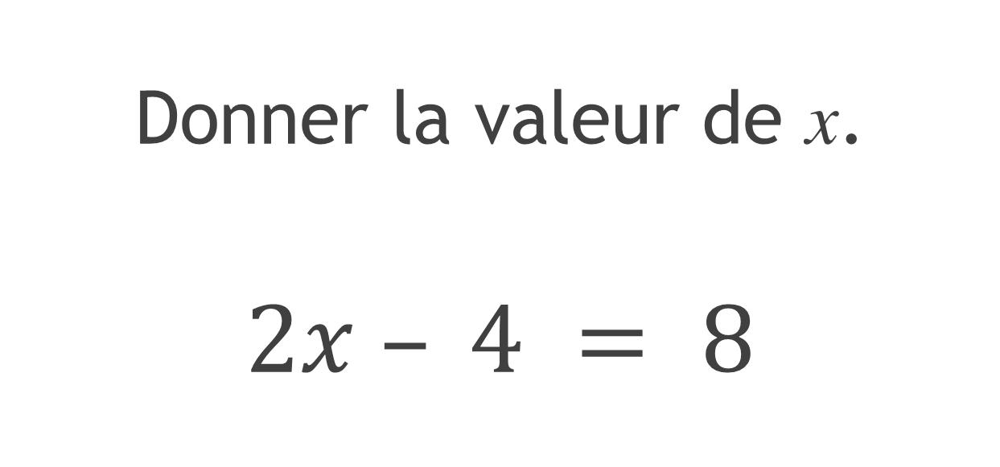 Donner la valeur de x.
2x – 4 = 8